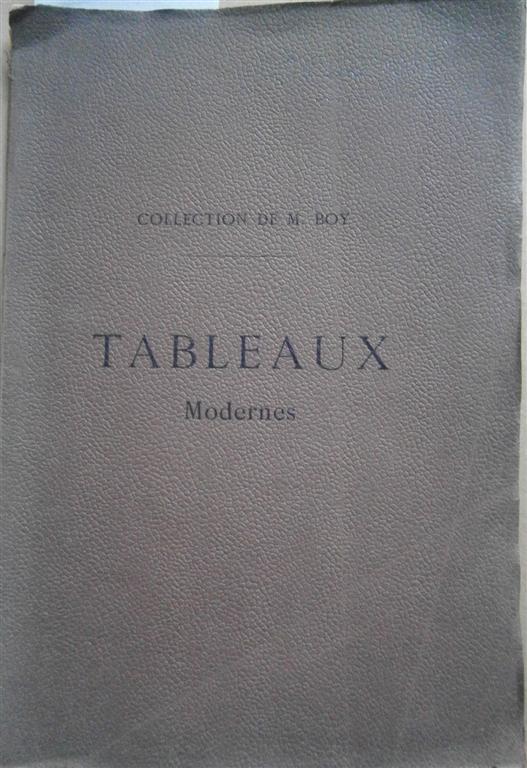 COLLECTION DE M. BOY
TABLEAUX
Modernes